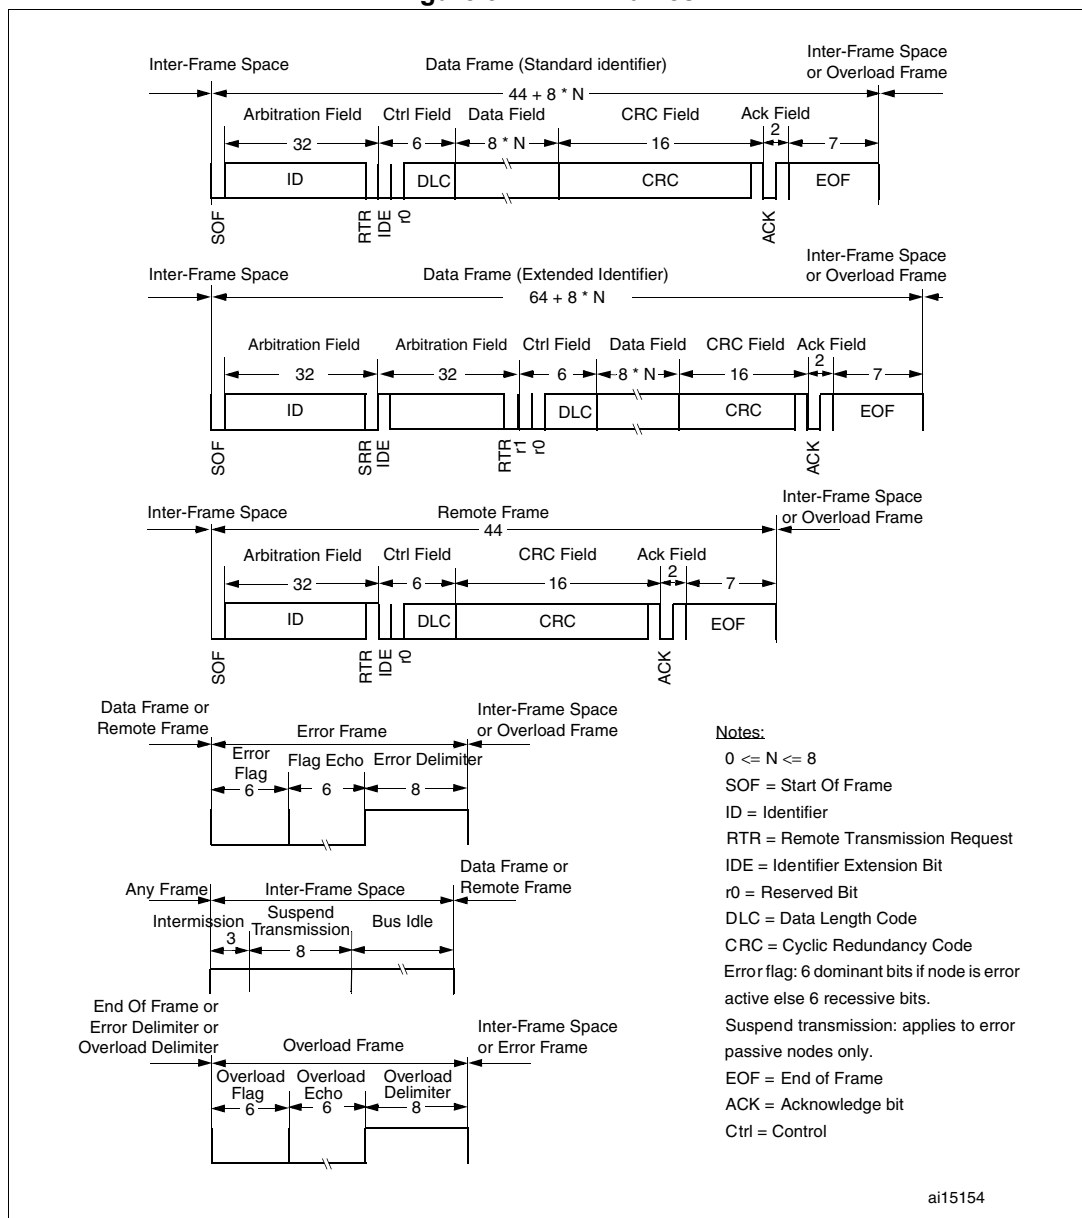 Inter-Frame Space
Data Frame (Standard identifier)
Inter-Frame Space
or Overload Frame
44 + 8 * N
Arbitration Field
Ctrl Field
Data Field
CRC Field
Ack Field
32
6
8 * N
16
2
7
ID
DLC
CRC
EOF
SOF
RTR
IDE
r0
ACK
Inter-Frame Space
Data Frame (Extended Identifier)
Inter-Frame Space
or Overload Frame
64 + 8 * N
Arbitration Field
Arbitration Field
Ctrl Field
Data Field
CRC Field
Ack Field
32
32
6
8 * N
16
2
7
ID
DLC
CRC
EOF
SOF
SRR
IDE
RTR
r1
r0
ACK
Inter-Frame Space
Remote Frame
Inter-Frame Space
or Overload Frame
44
Arbitration Field
Ctrl Field
CRC Field
Ack Field
32
6
16
2
7
ID
DLC
CRC
EOF
SOF
RTR
IDE
r0
ACK
Data Frame or
Remote Frame
Error Frame
Inter-Frame Space
or Overload Frame
Error
Flag
Flag Echo
Error Delimiter
6
6
8
Any Frame
Inter-Frame Space
Data Frame or
Remote Frame
Intermission
Suspend
Transmission
Bus Idle
3
8
End Of Frame or
Error Delimiter or
Overload Delimiter
Overload Frame
Inter-Frame Space
or Error Frame
Overload
Flag
Overload
Echo
Overload
Delimiter
6
6
8
Notes:
0 <= N <= 8
SOF = Start Of Frame
ID = Identifier
RTR = Remote Transmission Request
IDE = Identifier Extension Bit
r0 = Reserved Bit
DLC = Data Length Code
CRC = Cyclic Redundancy Code
Error flag: 6 dominant bits if node is error
active else 6 recessive bits.
Suspend transmission: applies to error
passive nodes only.
EOF = End of Frame
ACK = Acknowledge bit
Ctrl = Control
ai15154